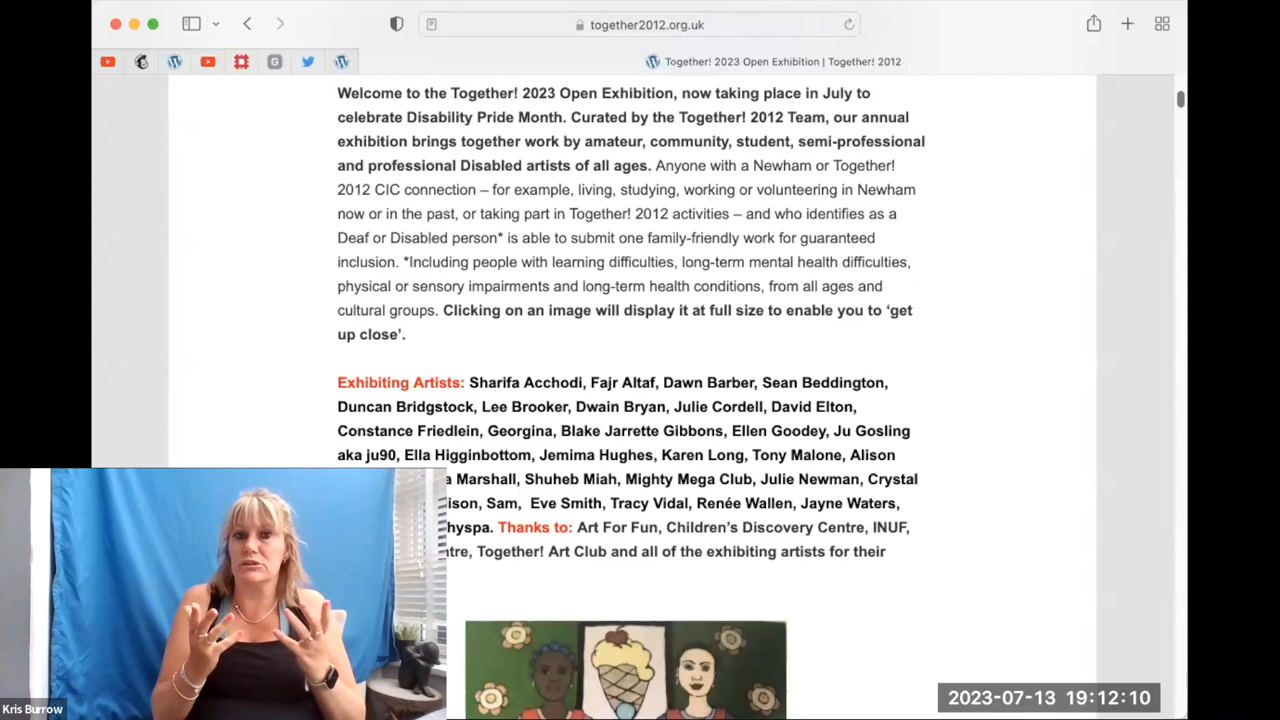 together2012.org.uk
G
Together! 2023 Open Exhibition | Together! 2012
Welcome to the Together! 2023 Open Exhibition, now taking place in July to
celebrate Disability Pride Month. Curated by the Together! 2012 Team, our annual
exhibition brings together work by amateur, community, student, semi-professional
and professional Disabled artists of all ages. Anyone with a Newham or Together!
2012 CIC connection – for example, living, studying, working or volunteering in Newham
now or in the past, or taking part in Together! 2012 activities – and who identifies as a
Deaf or Disabled person* is able to submit one family-friendly work for guaranteed
inclusion. *Including people with learning difficulties, long-term mental health difficulties,
physical or sensory impairments and long-term health conditions, from all ages and
cultural groups. Clicking on an image will display it at full size to enable you to ‘get
up close’.
Exhibiting Artists: Sharifa Acchodi, Fajr Altaf, Dawn Barber, Sean Beddington,
Duncan Bridgstock, Lee Brooker, Dwain Bryan, Julie Cordell, David Elton,
Constance Friedlein, Georgina, Blake Jarrette Gibbons, Ellen Goodey, Ju Gosling
aka ju90, Ella Higginbottom, Jemima Hughes, Karen Long, Tony Malone, Alison
a Marshall, Shuheb Miah, Mighty Mega Club, Julie Newman, Crystal
ison, Sam, Eve Smith, Tracy Vidal, Renée Wallen, Jayne Waters,
hyspa. Thanks to: Art For Fun, Children’s Discovery Centre, INUF,
tre, Together! Art Club and all of the exhibiting artists for their
Kris Burrow
2023-07-13 19:12:10